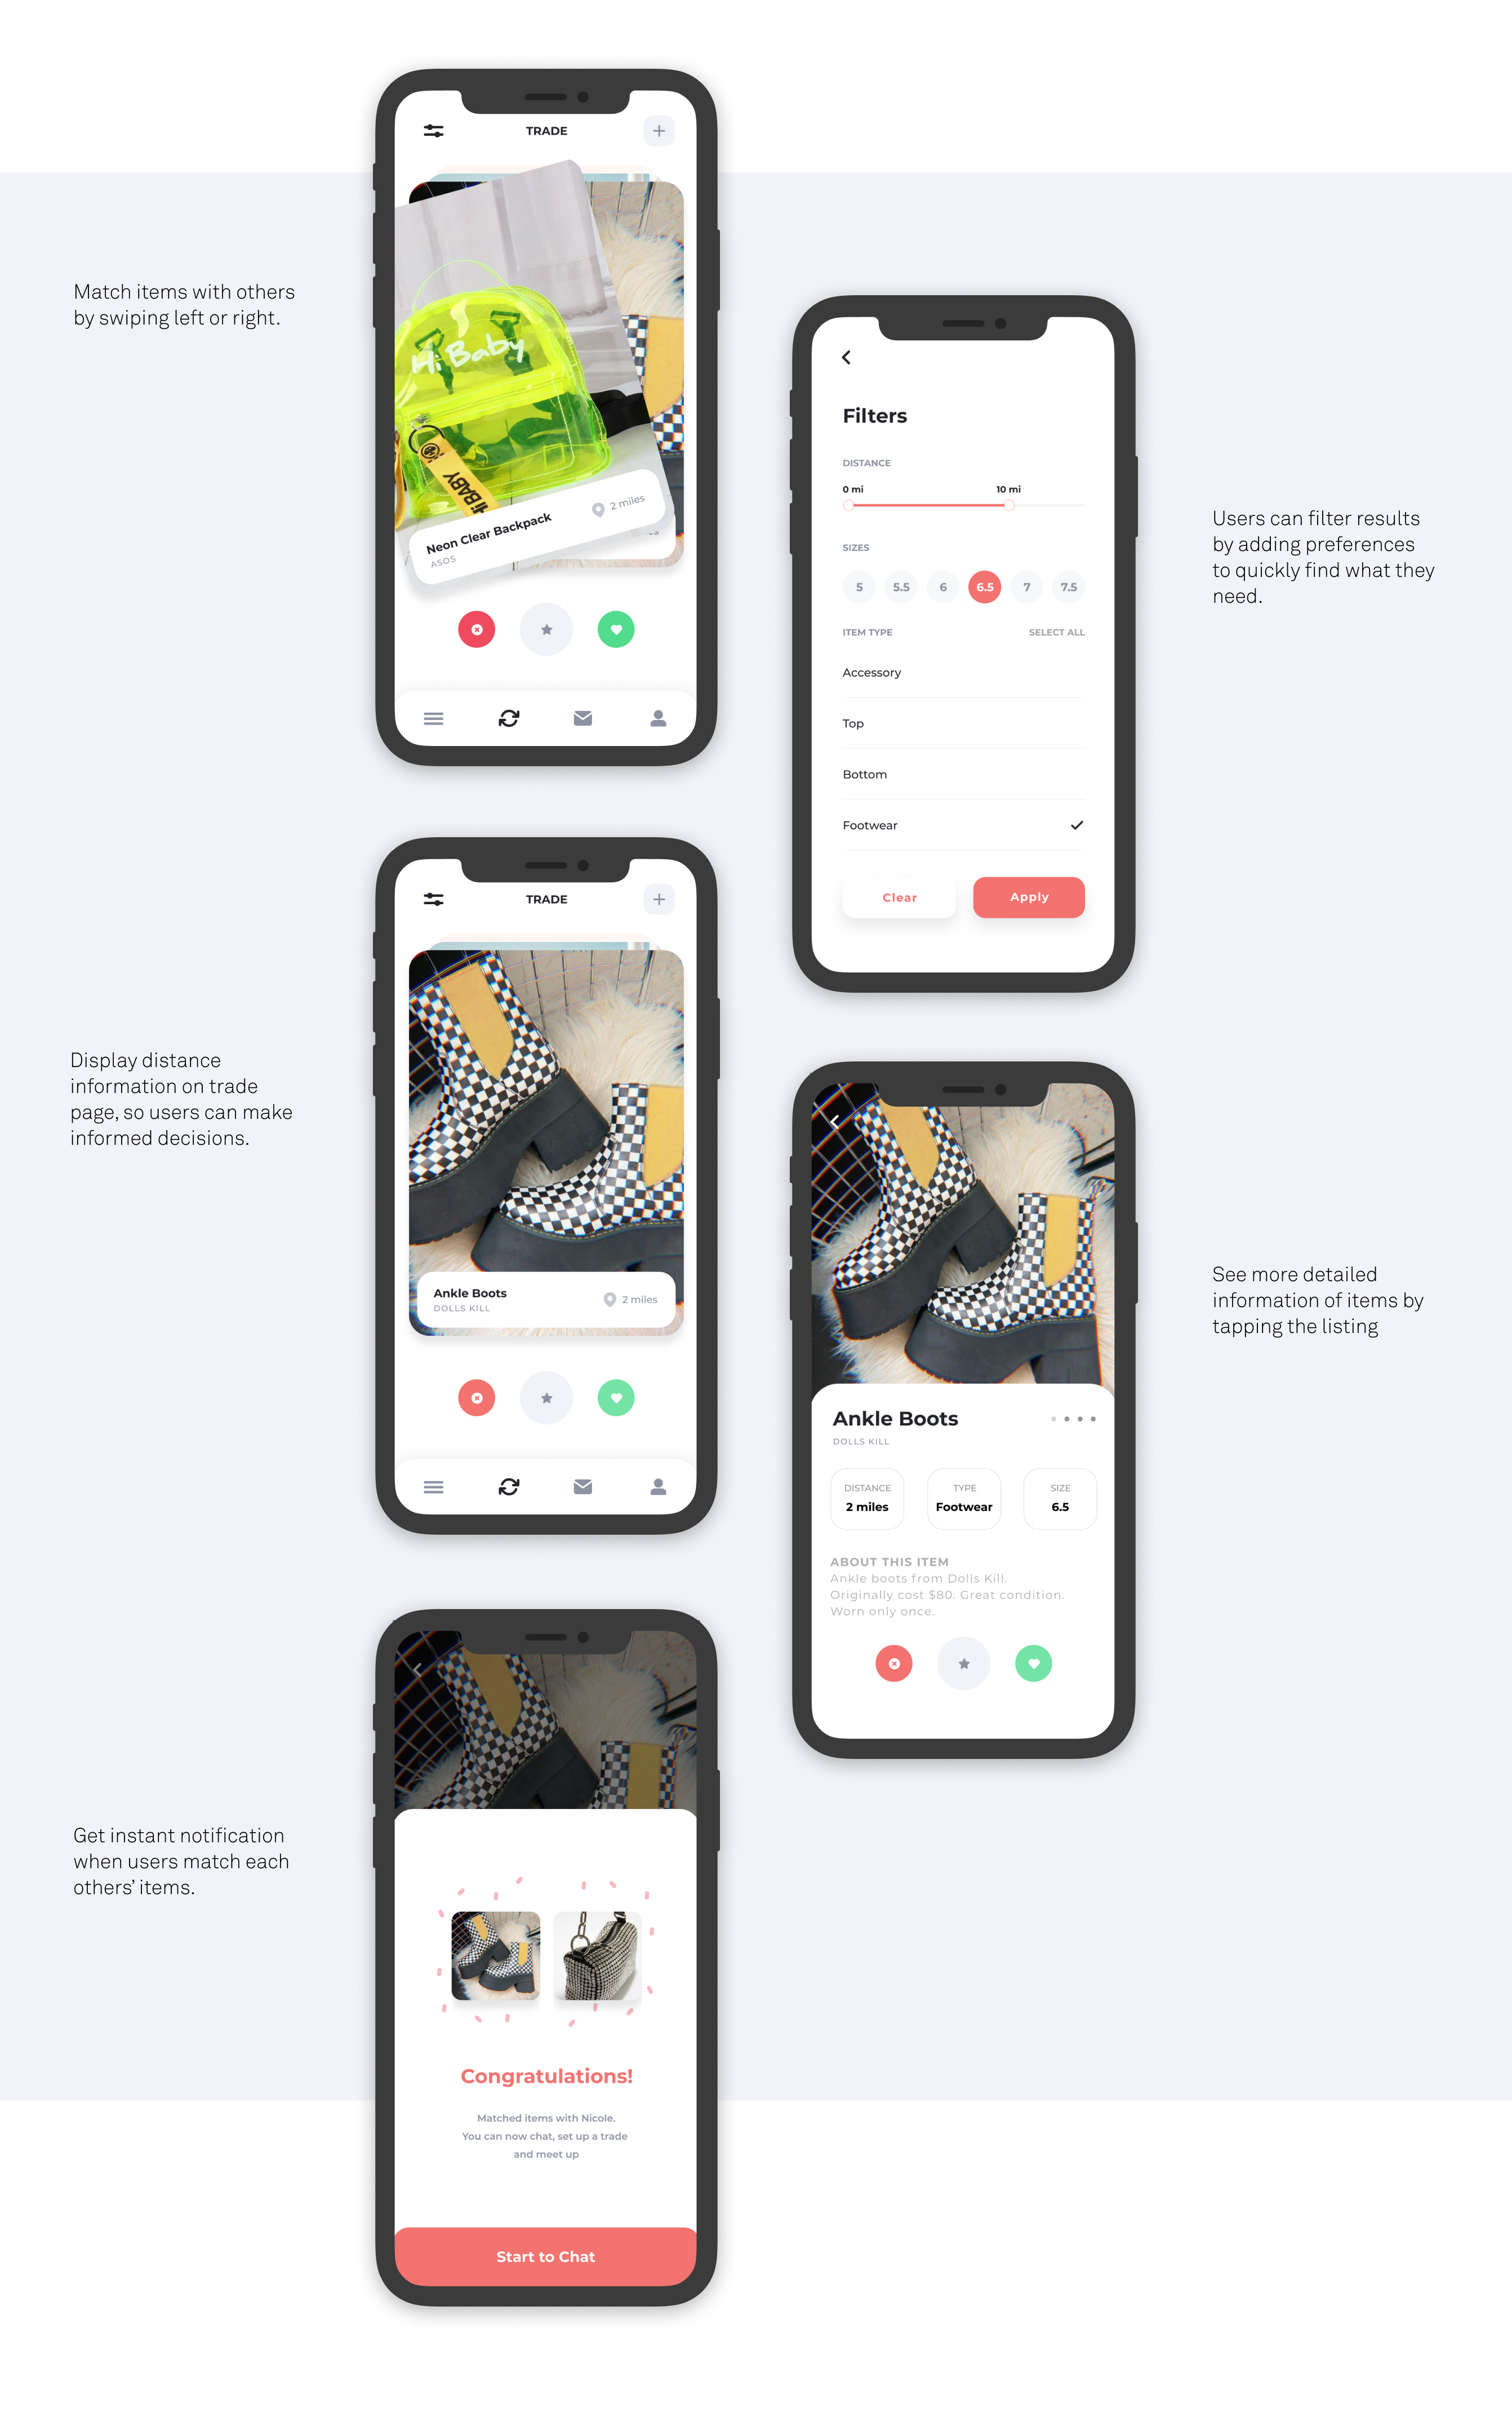 TRADE
Match items with others
by swiping left or right.
Hi Baby
Hi BABY
Neon Clear Backpack
2 miles
ASOS
Filters
DISTANCE
0 mi 10 mi
SIZES
5 5.5 6 6.5 7 7.5
ITEM TYPE SELECT ALL
Accessory
Top
Bottom
Footwear
Clear Apply
Users can filter results
by adding preferences
to quickly find what they
need.
TRADE
Display distance
information on trade
page, so users can make
informed decisions.
Ankle Boots
DOLLS KILL
2 miles
Ankle Boots
DOLLS KILL
DISTANCE TYPE SIZE
2 miles Footwear 6.5
ABOUT THIS ITEM
Ankle boots from Dolls Kill.
Originally cost $80. Great condition.
Worn only once.
See more detailed
information of items by
tapping the listing
Get instant notification
when users match each
others’ items.
Congratulations!
Matched items with Nicole.
You can now chat, set up a trade
and meet up
Start to Chat